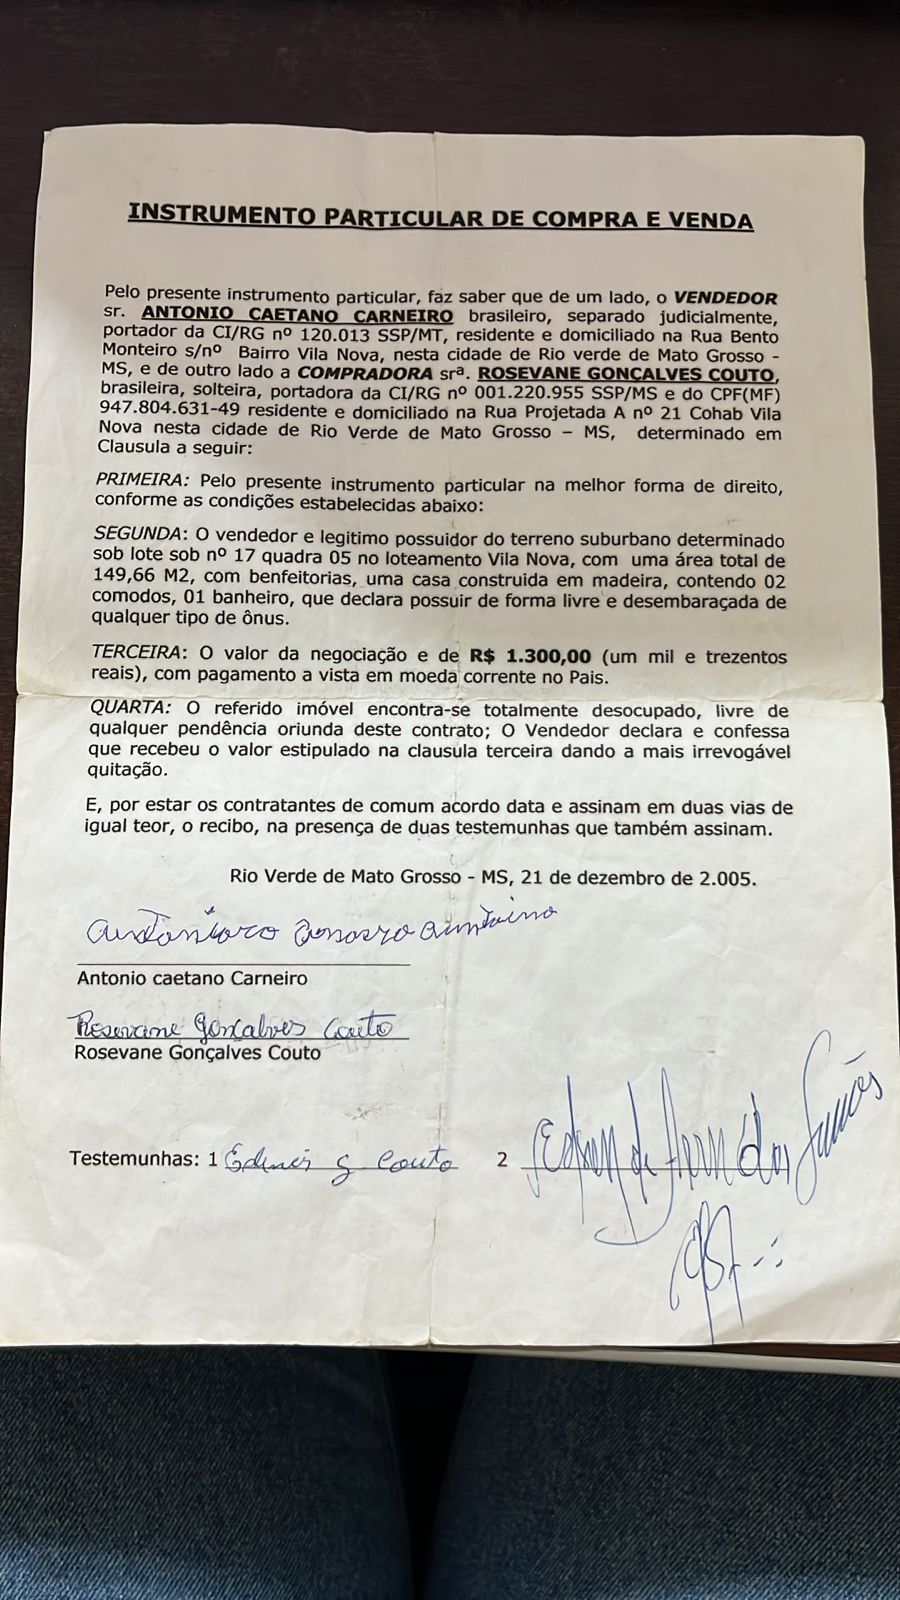 INSTRUMENTO PARTICULAR DE COMPRA E VENDA
Pelo presente instrumento particular, faz saber que de um lado, o VENDEDOR
sr. ANTONIO CAETANO CARNEIRO brasileiro, separado judicialmente,
portador da CI/RG nº 120.013 SSP/MT, residente e domiciliado na Rua Bento
Monteiro s/nº Bairro Vila Nova, nesta cidade de Rio verde de Mato Grosso -
MS, e de outro lado a COMPRADORA srª. ROSEVANE GONÇALVES COUTO,
brasileira, solteira, portadora da CI/RG nº 001.220.955 SSP/MS e do CPF(MF)
947.804.631-49 residente e domiciliado na Rua Projetada A nº 21 Cohab Vila
Nova nesta cidade de Rio Verde de Mato Grosso – MS, determinado em
Clausula a seguir:
PRIMEIRA: Pelo presente instrumento particular na melhor forma de direito,
conforme as condições estabelecidas abaixo:
SEGUNDA: O vendedor e legitimo possuidor do terreno suburbano determinado
sob lote sob nº 17 quadra 05 no loteamento Vila Nova, com uma área total de
149,66 M2, com benfeitorias, uma casa construida em madeira, contendo 02
comodos, 01 banheiro, que declara possuir de forma livre e desembaraçada de
qualquer tipo de ônus.
TERCEIRA: O valor da negociação e de R$ 1.300,00 (um mil e trezentos
reais), com pagamento a vista em moeda corrente no Pais.
QUARTA: O referido imóvel encontra-se totalmente desocupado, livre de
qualquer pendência oriunda deste contrato; O Vendedor declara e confessa
que recebeu o valor estipulado na clausula terceira dando a mais irrevogável
quitação.
E, por estar os contratantes de comum acordo data e assinam em duas vias de
igual teor, o recibo, na presença de duas testemunhas que também assinam.
Rio Verde de Mato Grosso - MS, 21 de dezembro de 2.005.
Antonio caetano Carneiro
Rosevane Gonçalves Couto
Rosevane Gonçalves Couto
Testemunhas: 1 G Couto 2